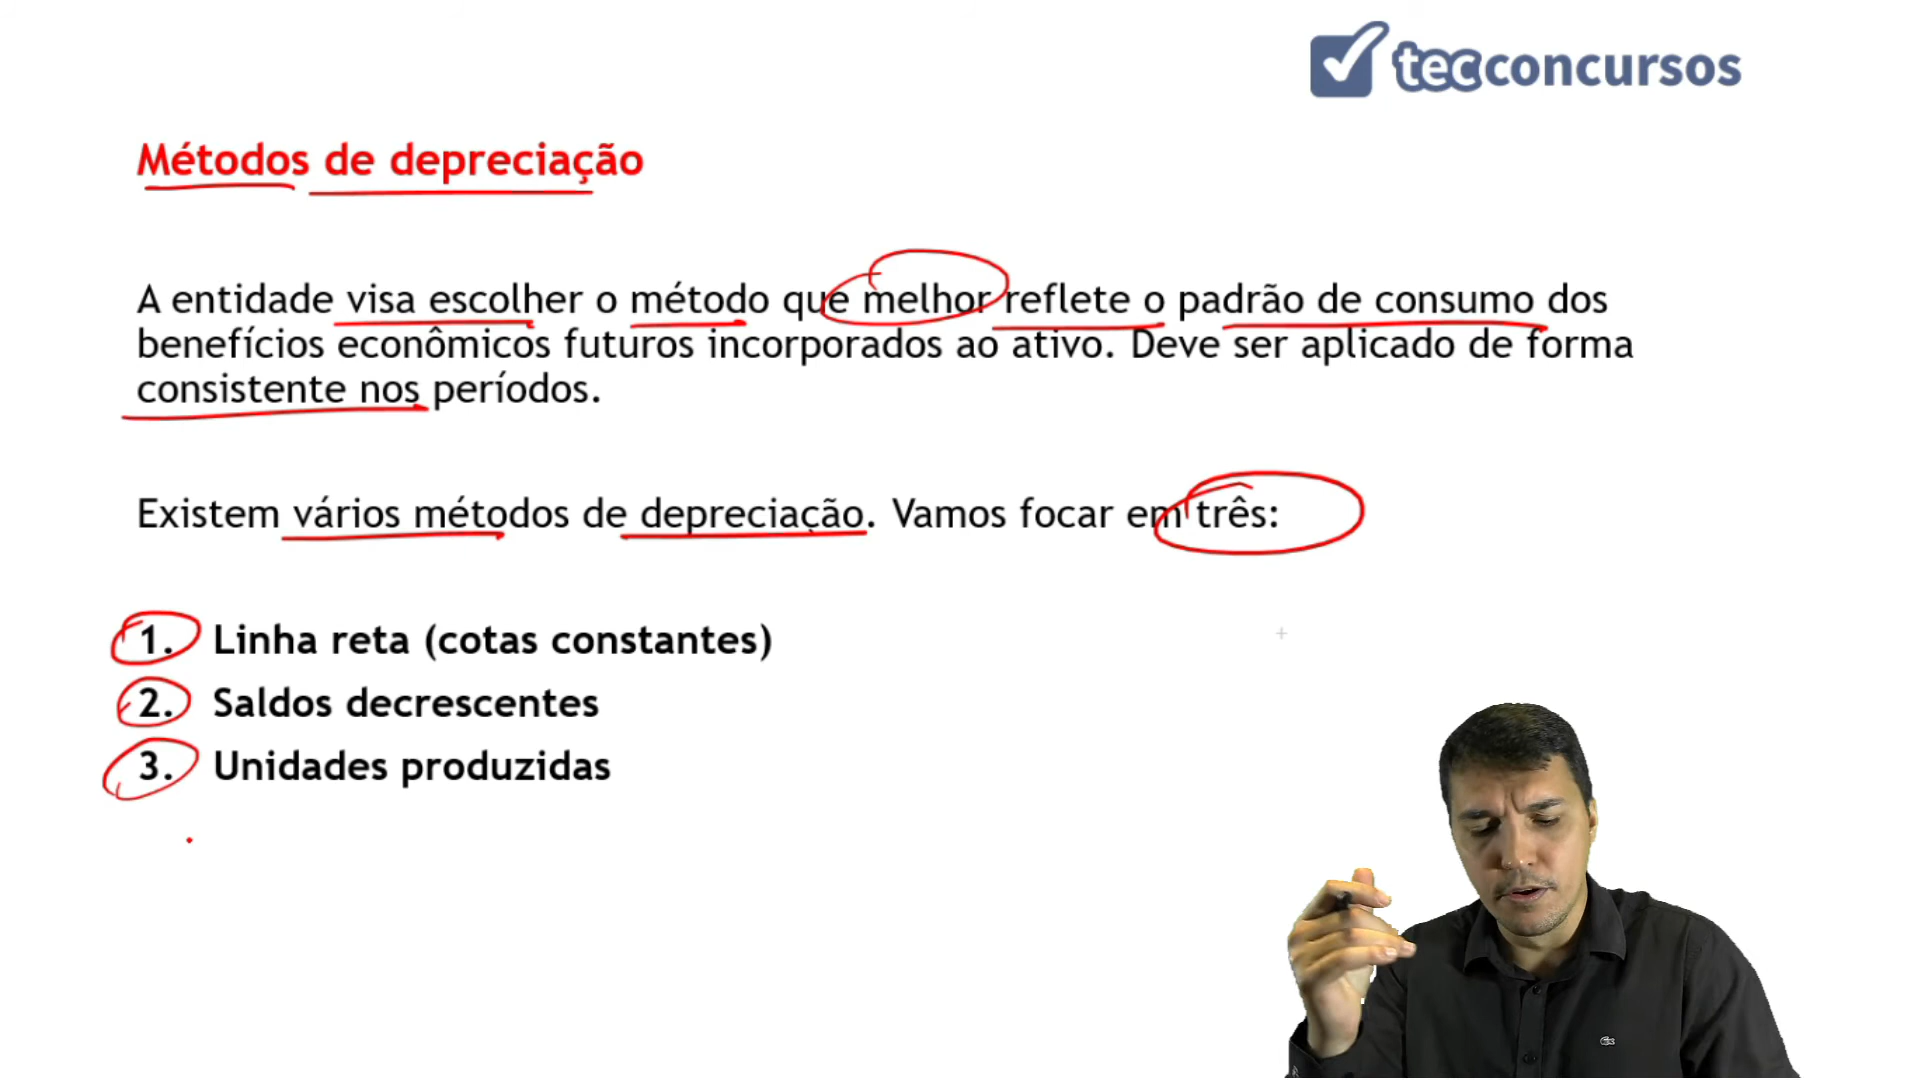 tecconcursos
Métodos de depreciação
A entidade visa escolher o método que melhor reflete o padrão de consumo dos
benefícios econômicos futuros incorporados ao ativo. Deve ser aplicado de forma
consistente nos períodos.
Existem vários métodos de depreciação. Vamos focar em três:
1. Linha reta (cotas constantes)
2. Saldos decrescentes
3. Unidades produzidas